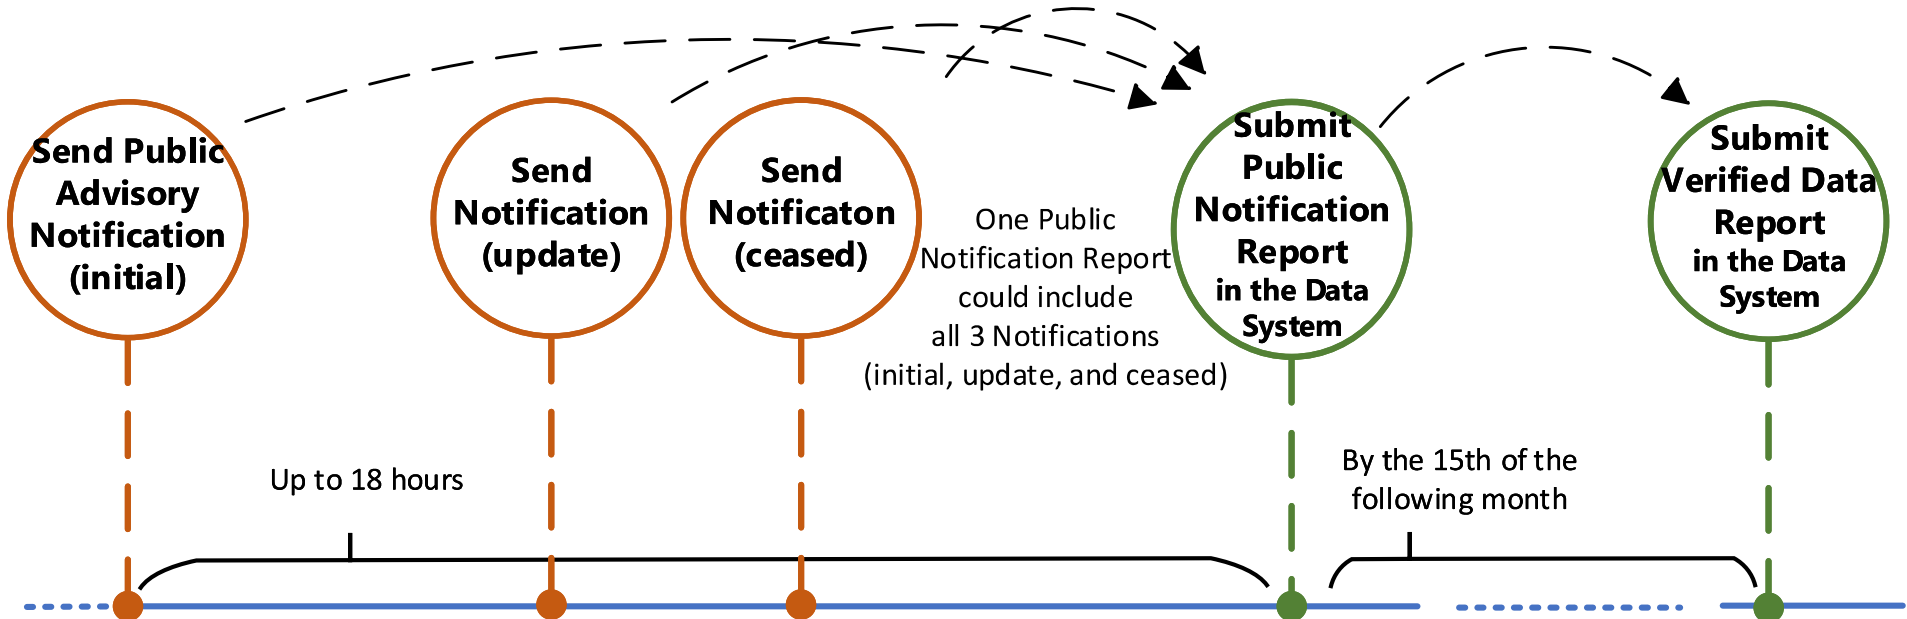 Send Public
Advisory
Notification
(initial)
Send
Notification
(update)
Send
Notificaton
(ceased)
One Public
Notification Report
could include
all 3 Notifications
(initial, update, and ceased)
Submit
Public
Notification
Report
in the Data
System
Submit
Verified Data
Report
in the Data
System
Up to 18 hours
By the 15th of the
following month